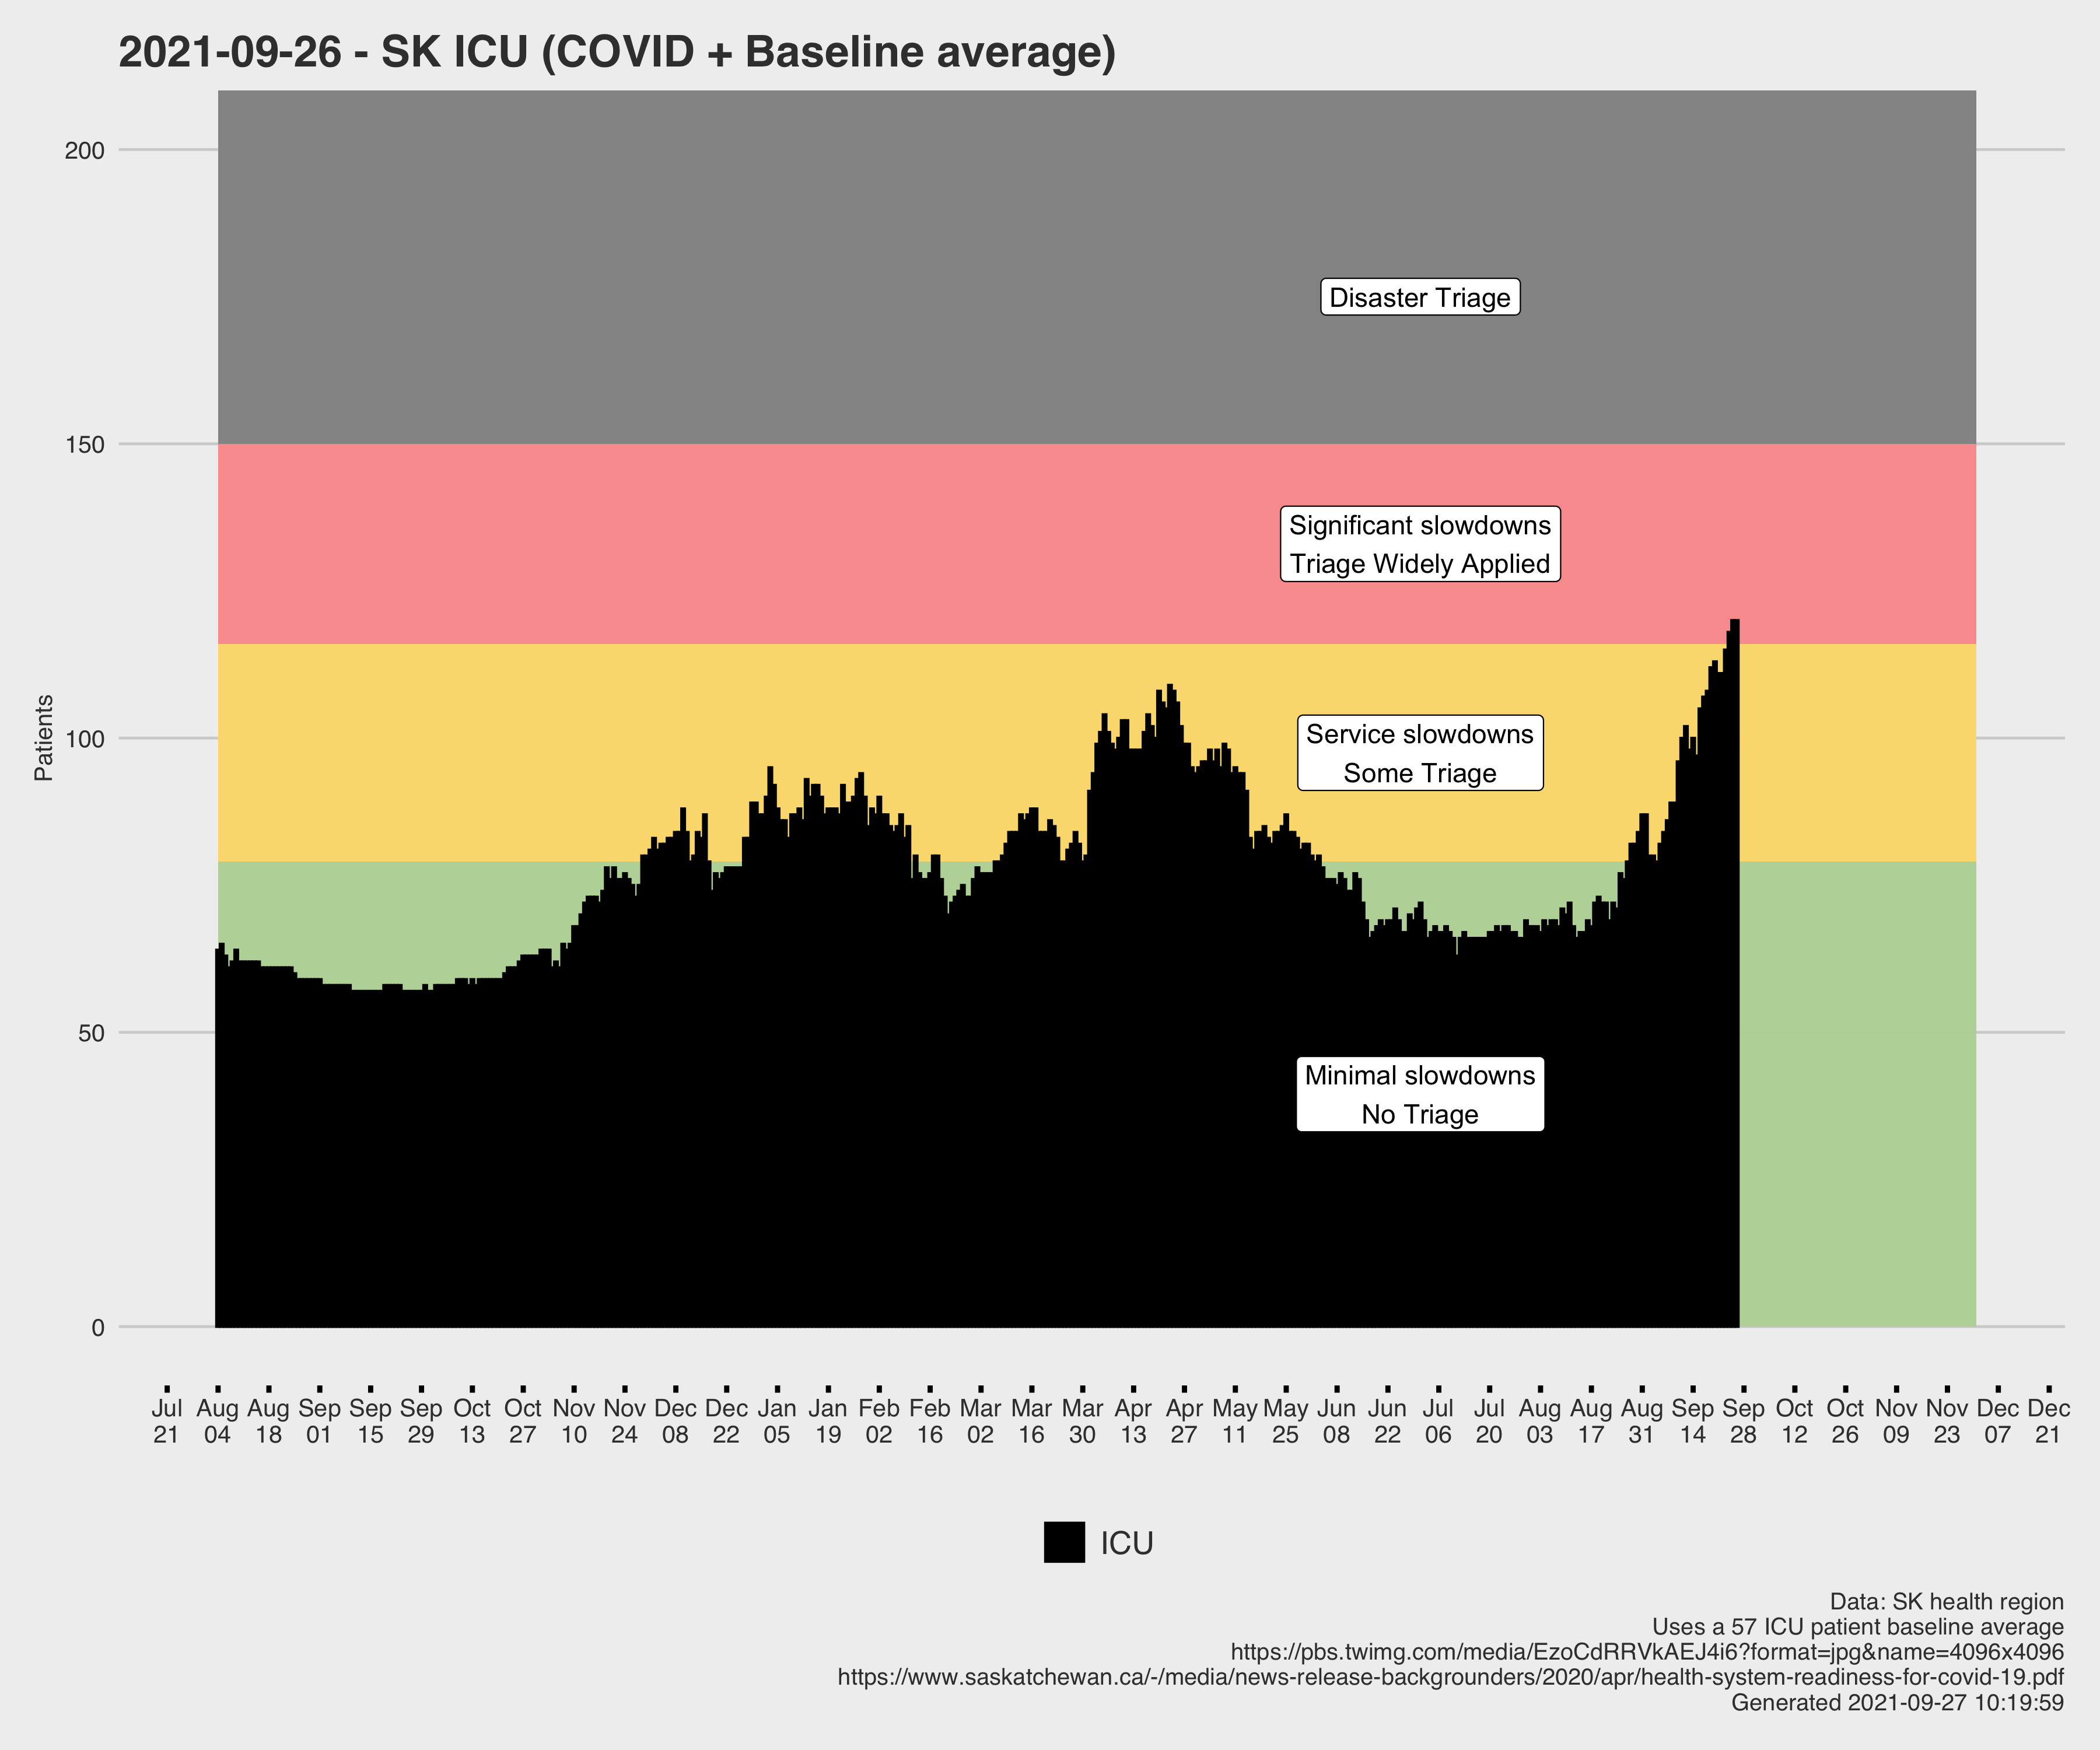 2021-09-26 - SK ICU (COVID + Baseline average)
200
150
100
50
0
Patients
Disaster Triage
Significant slowdowns
Triage Widely Applied
Service slowdowns
Some Triage
Minimal slowdowns
No Triage
Jul Aug Aug Sep Sep Sep Oct Oct Nov Nov Dec Dec Jan Jan Feb Feb Mar Mar Mar Apr Apr May May Jun Jun Jul Jul Aug Aug Aug Sep Sep Oct Oct Nov Nov Dec Dec
21 04 18 01 15 29 13 27 10 24 08 22 05 19 02 16 02 16 30 13 27 11 25 08 22 06 20 03 17 31 14 28 12 26 09 23 07 21
ICU
Data: SK health region
Uses a 57 ICU patient baseline average
https://pbs.twimg.com/media/EzoCdRRVkAEJ4i6?format=jpg&name=4096x4096
https://www.saskatchewan.ca/-/media/news-release-backgrounders/2020/apr/health-system-readiness-for-covid-19.pdf
Generated 2021-09-27 10:19:59